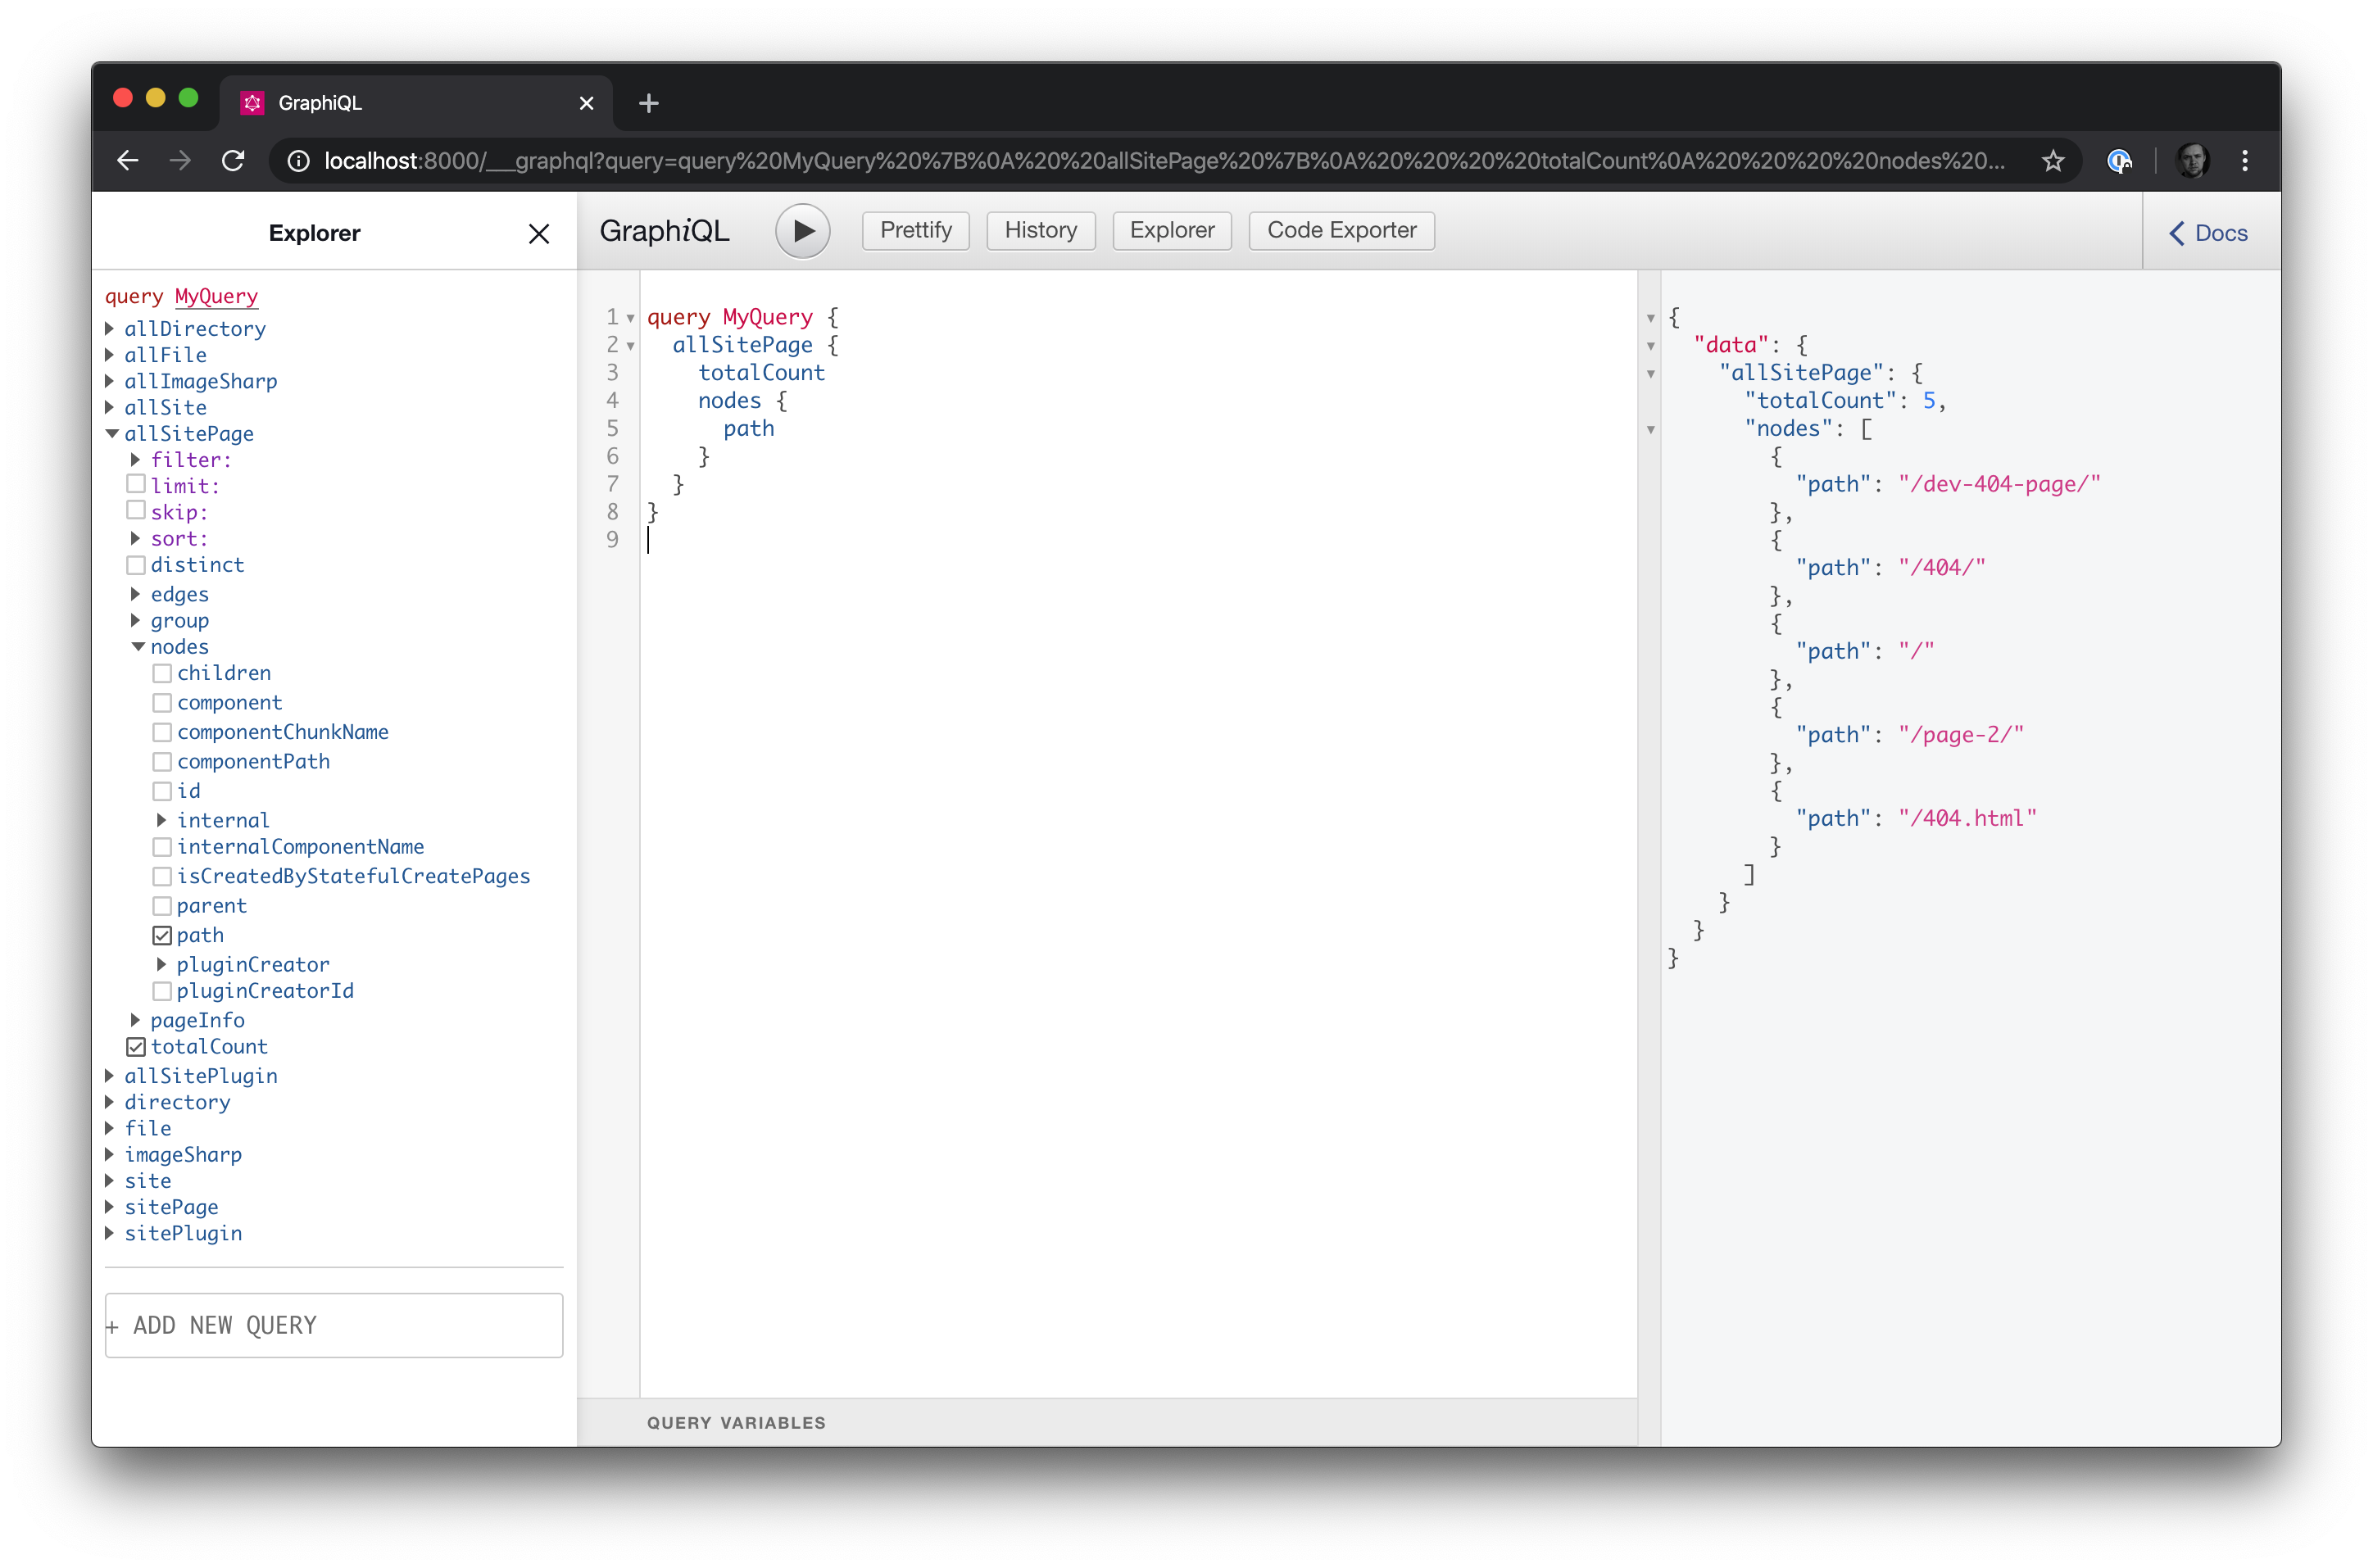 GraphiQL
localhost:8000/___graphql?query=query%20MyQuery%20%7B%0A%20%20allSitePage%20%7B%0A%20%20%20%20totalCount%0A%20%20%20%20nodes%20...
Explorer
query MyQuery
allDirectory
allFile
allImageSharp
allSite
allSitePage
filter:
limit:
skip:
sort:
distinct
edges
group
nodes
children
component
componentChunkName
componentPath
id
internal
internalComponentName
isCreatedByStatefulCreatePages
parent
path
pluginCreator
pluginCreatorId
pageInfo
totalCount
allSitePlugin
directory
file
imageSharp
site
sitePage
sitePlugin
+ ADD NEW QUERY
GraphiQL Prettify History Explorer Code Exporter Docs
1 query MyQuery {
2 allSitePage {
3 totalCount
4 nodes {
5 path
6 }
7 }
8 }
9
QUERY VARIABLES
{
"data": {
"allSitePage": {
"totalCount": 5,
"nodes": [
{
"path": "/dev-404-page/"
},
{
"path": "/404/"
},
{
"path": "/"
},
{
"path": "/page-2/"
},
{
"path": "/404.html"
}
]
}
}
}